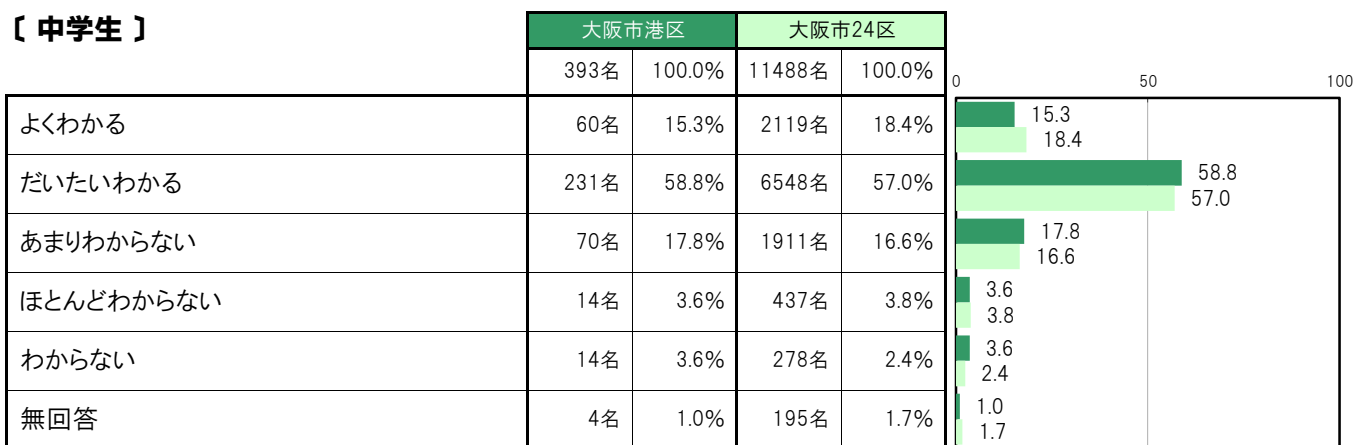 〔 中学生 〕
大阪市港区 大阪市24区
393名 100.0% 11488名 100.0%
0 50 100
よくわかる 60名 15.3% 2119名 18.4%
15.3
18.4
だいたいわかる 231名 58.8% 6548名 57.0%
58.8
57.0
あまりわからない 70名 17.8% 1911名 16.6%
17.8
16.6
ほとんどわからない 14名 3.6% 437名 3.8%
3.6
3.8
わからない 14名 3.6% 278名 2.4%
3.6
2.4
無回答 4名 1.0% 195名 1.7%
1.0
1.7